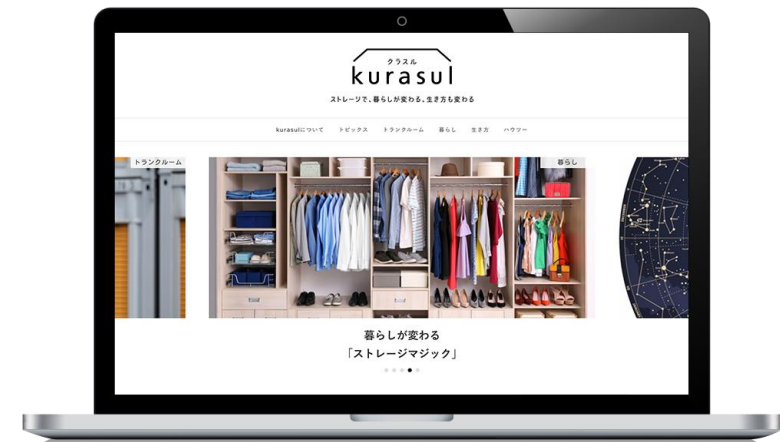 クラスル
kurasul
ストレージで、暮らしが変わる、生き方も変わる
kurasulについて トピックス トランクルーム 暮らし 生き方 ハウツー
トランクルーム
暮らし
暮らしが変わる
「ストレージマジック」